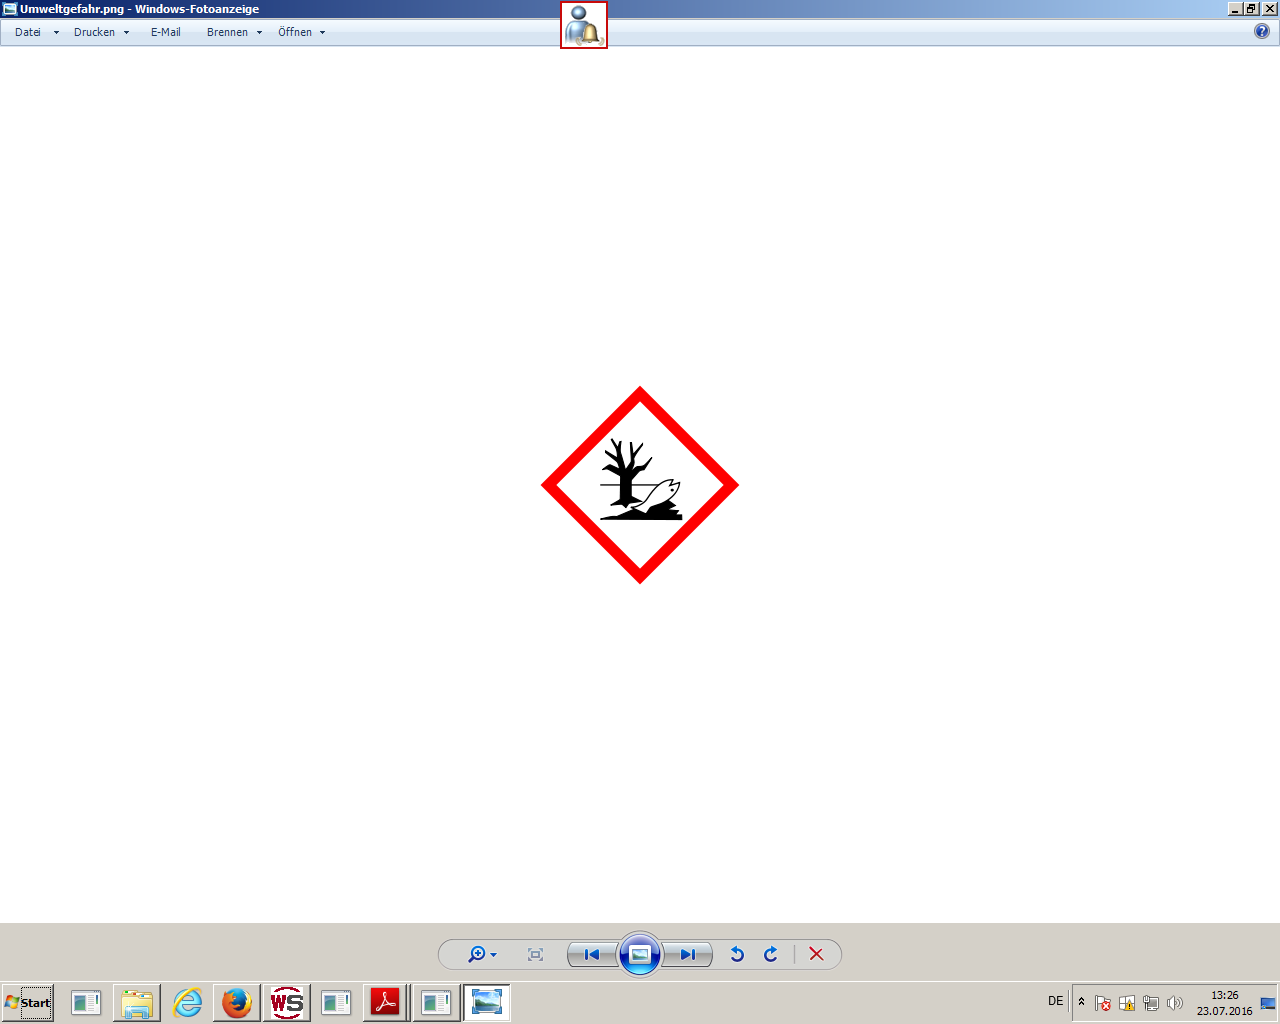 Umweltgefahr.png - Windows-Fotoanzeige
Datei Drucken E-Mail Brennen Öffnen
?
Start
WS
DE
13:26
23.07.2016